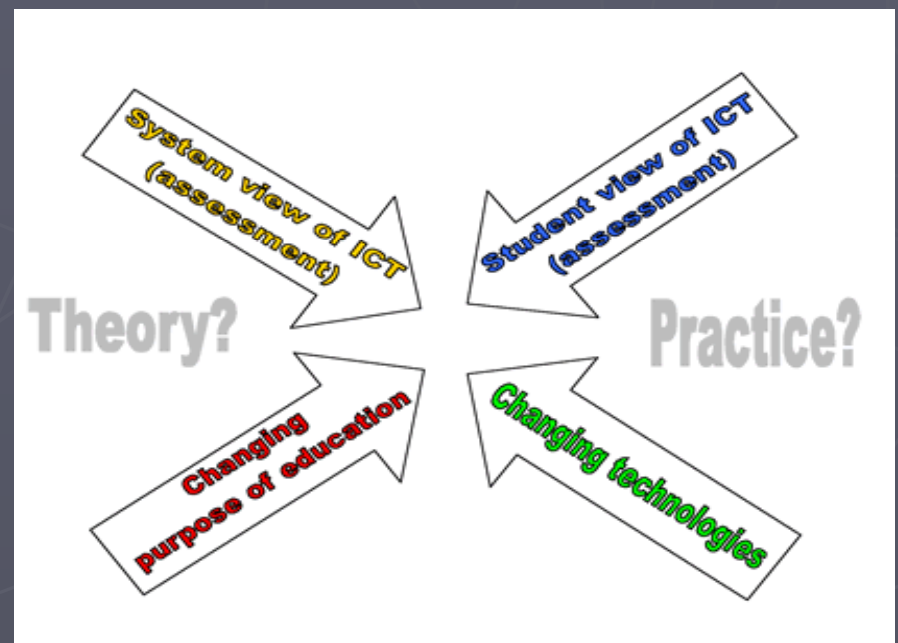 System view of ICT
(assessment)
Student view of ICT
(assessment)
Theory?
Practice?
Changing
purpose of education
Changing technologies